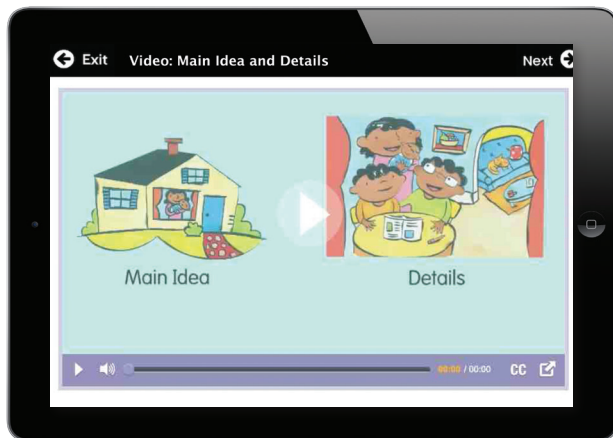 Exit Video: Main Idea and Details Next
Main Idea Details
00:00 / 00:00 CC